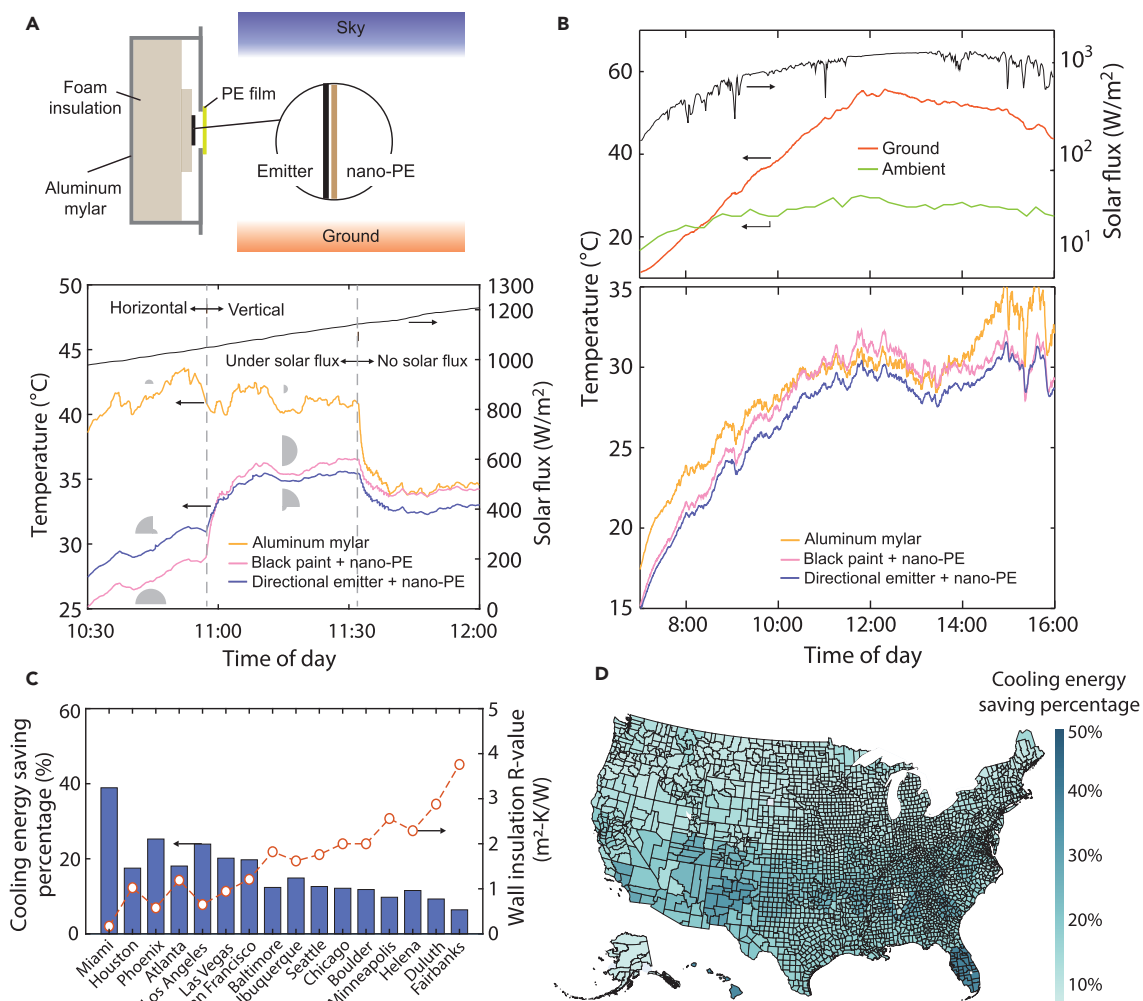 A
Sky
Foam
insulation
PE film
Emitter
nano-PE
Aluminum
mylar
Ground
50
45
40
35
30
25
Temperature (°C)
1300
1200
1000
800
600
400
200
0
Solar flux (W/m²)
Horizontal
Vertical
Under solar flux
No solar flux
Aluminum mylar
Black paint + nano-PE
Directional emitter + nano-PE
10:30
11:00
11:30
12:00
Time of day
B
60
40
20
10³
10²
10¹
Solar flux (W/m²)
Ground
Ambient
Temperature (°C)
35
30
25
20
15
Aluminum mylar
Black paint + nano-PE
Directional emitter + nano-PE
8:00
10:00
12:00
14:00
16:00
Time of day
C
60
40
20
0
Cooling energy saving
percentage (%)
5
4
3
2
1
0
Wall insulation R-value
(m²–K/W)
Miami
Houston
Phoenix
Atlanta
Los Angeles
Las Vegas
Francisco
Baltimore
Seattle
Chicago
Boulder
Minneapolis
Helena
Duluth
Fairbanks
D
Cooling energy
saving percentage
50%
40%
30%
20%
10%